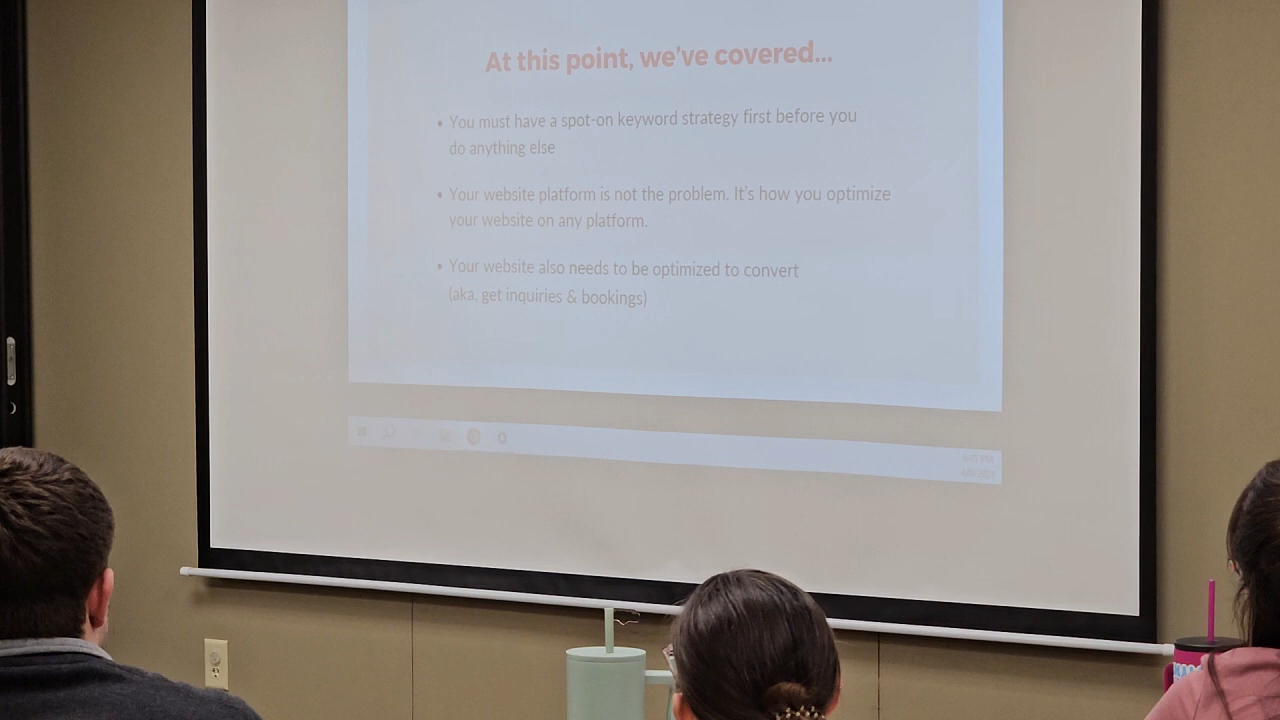 At this point, we've covered...
• You must have a spot-on keyword strategy first before you
do anything else
• Your website platform is not the problem. It's how you optimize
your website on any platform.
• Your website also needs to be optimized to convert
(aka, get inquiries & bookings)